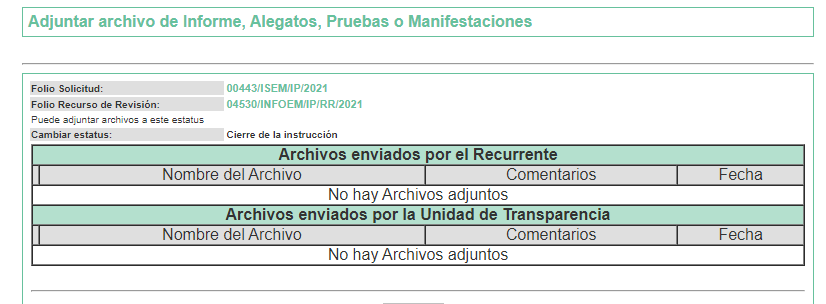 Adjuntar archivo de Informe, Alegatos, Pruebas o Manifestaciones
Folio Solicitud: 00443/ISEM/IP/2021
Folio Recurso de Revisión: 04530/INFOEM/IP/RR/2021
Puede adjuntar archivos a este estatus
Cambiar estatus: Cierre de la instrucción
Archivos enviados por el Recurrente
Nombre del Archivo Comentarios Fecha
No hay Archivos adjuntos
Archivos enviados por la Unidad de Transparencia
Nombre del Archivo Comentarios Fecha
No hay Archivos adjuntos